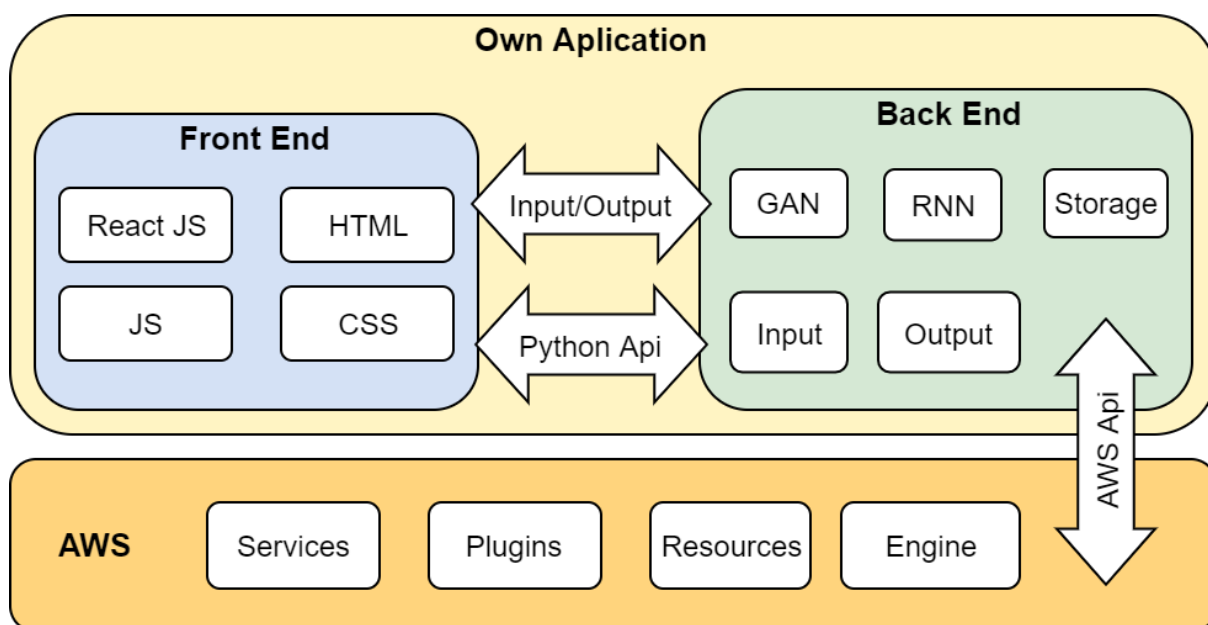 Own Aplication
Front End
React JS
HTML
JS
CSS
Input/Output
Python Api
Back End
GAN
RNN
Storage
Input
Output
AWS Api
AWS
Services
Plugins
Resources
Engine